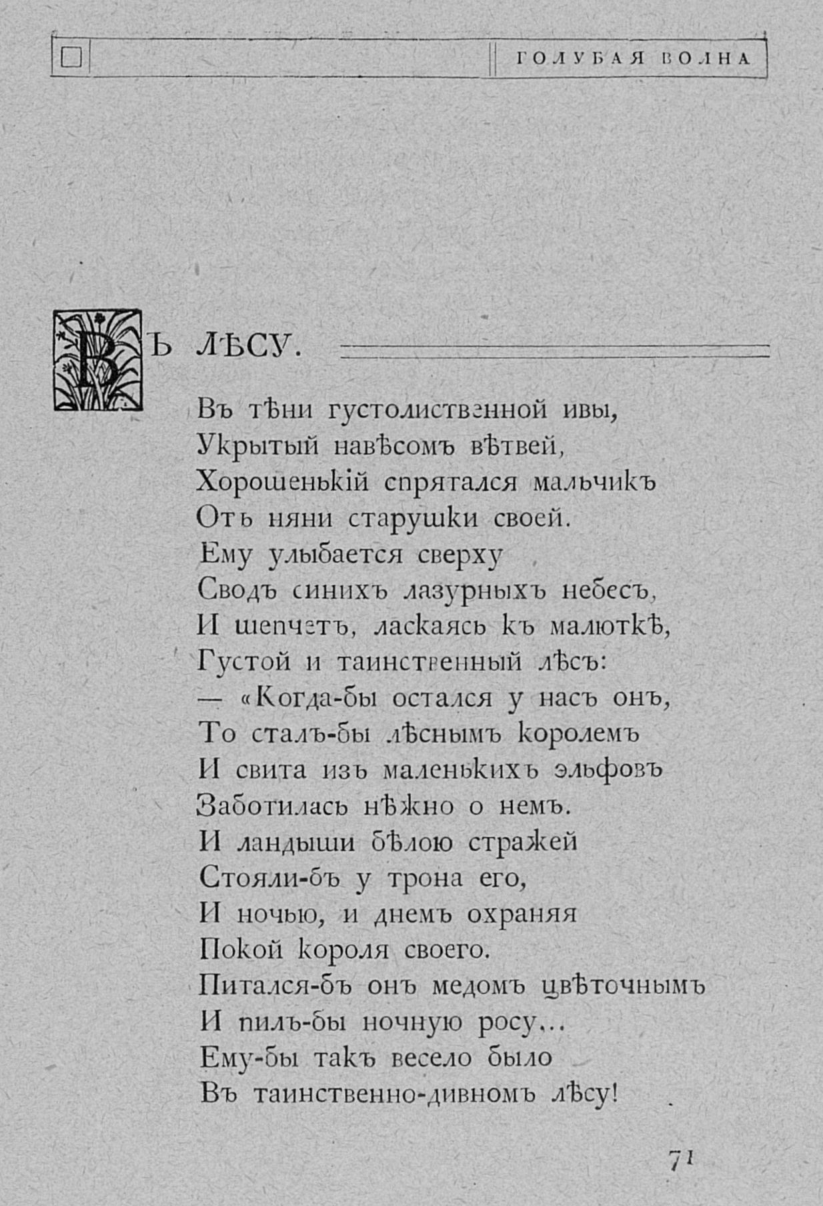 ГОЛУБАЯ ВОЛНА
ВЪ ЛѢСУ.
Въ тѣни густолиственной ивы,
Укрытый навѣсомъ вѣтвей,
Хорошенькій спрятался мальчикъ
Отъ няни старушки своей.
Ему улыбается сверху
Сводъ синихъ лазурныхъ небесъ,
И шепчетъ, ласкаясь къ малюткѣ,
Густой и таинственный лѣсъ:
— «Когда-бы остался у насъ онъ,
То сталъ-бы лѣснымъ королемъ
И свита изъ маленькихъ эльфовъ
Заботилась нѣжно о немъ.
И ландыши бѣлою стражей
Стояли-бъ у трона его,
И ночью, и днемъ охраняя
Покой короля своего.
Питался-бъ онъ медомъ цвѣточнымъ
И пилъ-бы ночную росу...
Ему-бы такъ весело было
Въ таинственно-дивномъ лѣсу!
71